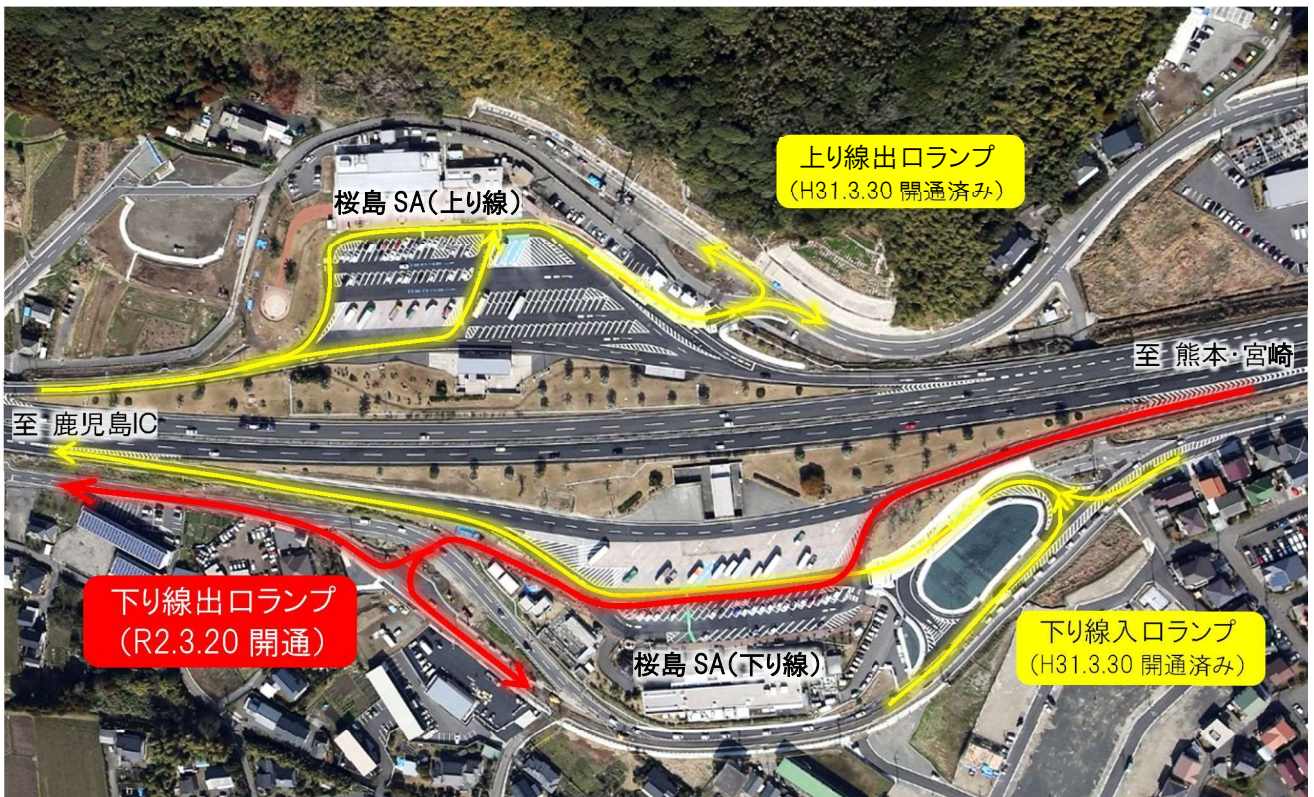 上り線出口ランプ
(H31.3.30 開通済み)
桜島 SA(上り線)
至 熊本・宮崎
至 鹿児島IC
下り線出口ランプ
(R2.3.20 開通)
下り線入口ランプ
(H31.3.30 開通済み)
桜島 SA(下り線)